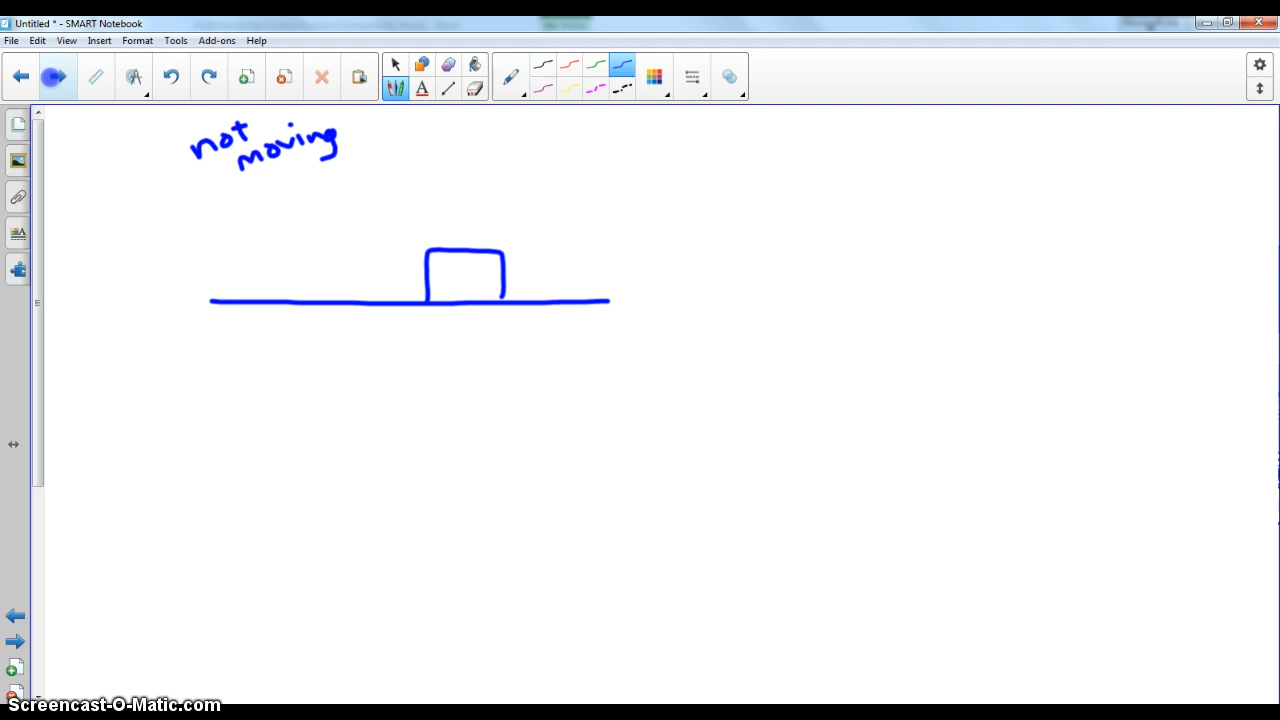 Untitled * - SMART Notebook
File Edit View Insert Format Tools Add-ons Help
not
moving
Screencast-O-Matic.com